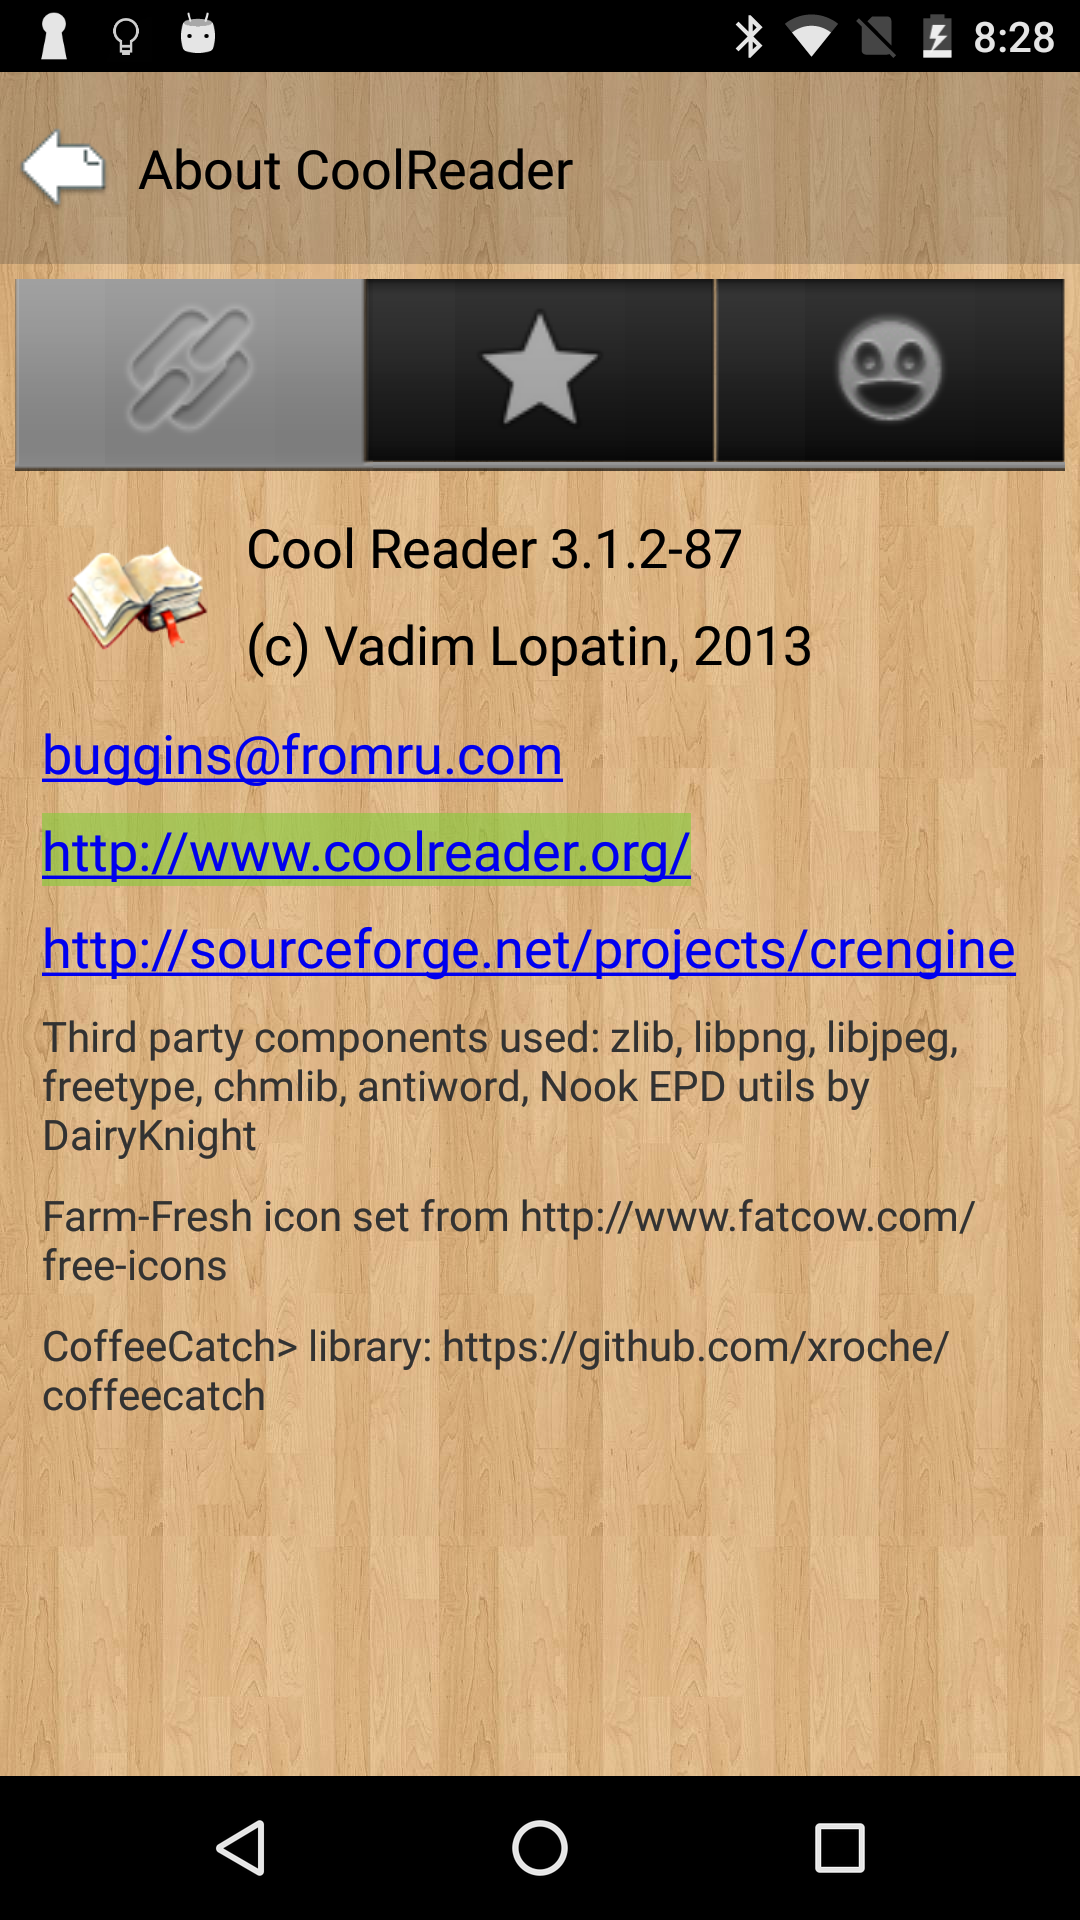 8:28
About CoolReader
Cool Reader 3.1.2-87
(c) Vadim Lopatin, 2013
buggins@fromru.com
http://www.coolreader.org/
http://sourceforge.net/projects/crengine
Third party components used: zlib, libpng, libjpeg,
freetype, chmlib, antiword, Nook EPD utils by
DairyKnight
Farm-Fresh icon set from http://www.fatcow.com/
free-icons
CoffeeCatch> library: https://github.com/xroche/
coffeecatch